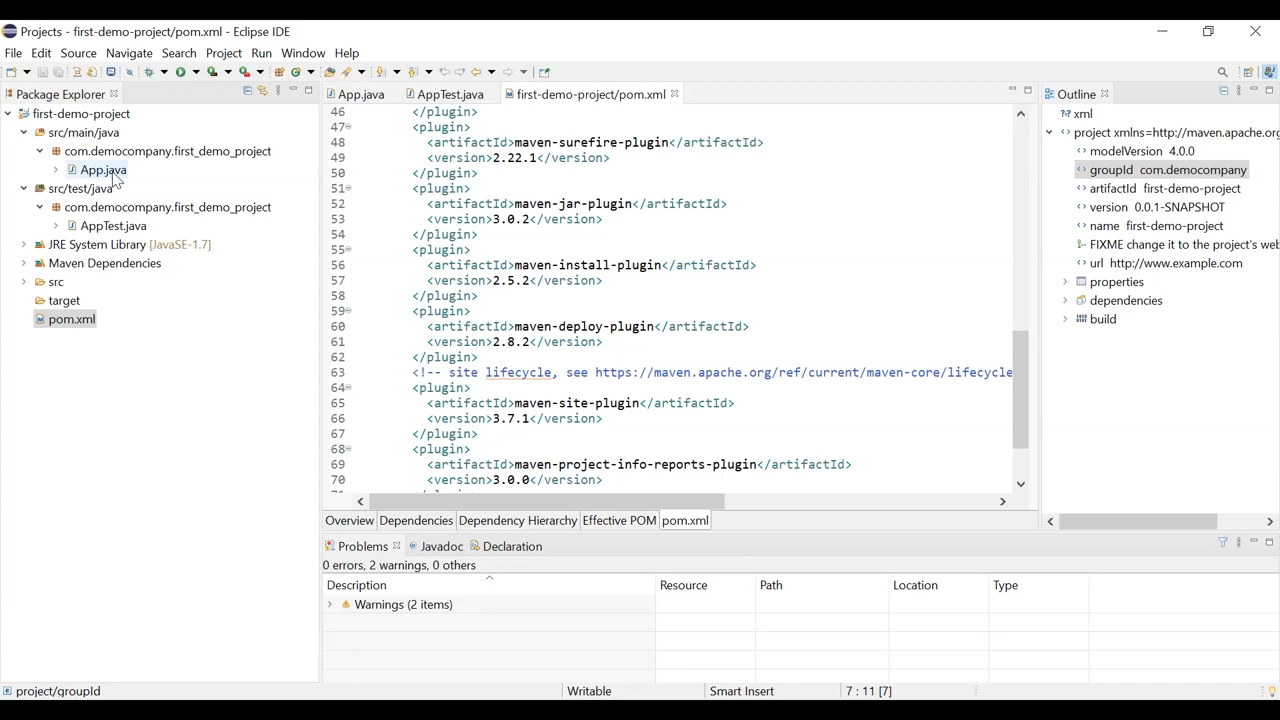 Projects - first-demo-project/pom.xml - Eclipse IDE
File Edit Source Navigate Search Project Run Window Help
Package Explorer
first-demo-project
src/main/java
com.democompany.first_demo_project
App.java
src/test/java
com.democompany.first_demo_project
AppTest.java
JRE System Library [JavaSE-1.7]
Maven Dependencies
src
target
pom.xml
App.java AppTest.java first-demo-project/pom.xml
46 </plugin>
47 <plugin>
48 <artifactId>maven-surefire-plugin</artifactId>
49 <version>2.22.1</version>
50 </plugin>
51 <plugin>
52 <artifactId>maven-jar-plugin</artifactId>
53 <version>3.0.2</version>
54 </plugin>
55 <plugin>
56 <artifactId>maven-install-plugin</artifactId>
57 <version>2.5.2</version>
58 </plugin>
59 <plugin>
60 <artifactId>maven-deploy-plugin</artifactId>
61 <version>2.8.2</version>
62 </plugin>
63 <!-- site lifecycle, see https://maven.apache.org/ref/current/maven-core/lifecycle
64 <plugin>
65 <artifactId>maven-site-plugin</artifactId>
66 <version>3.7.1</version>
67 </plugin>
68 <plugin>
69 <artifactId>maven-project-info-reports-plugin</artifactId>
70 <version>3.0.0</version>
Overview Dependencies Dependency Hierarchy Effective POM pom.xml
Outline
?? xml
project xmlns=http://maven.apache.org
modelVersion 4.0.0
groupId com.democompany
artifactId first-demo-project
version 0.0.1-SNAPSHOT
name first-demo-project
FIXME change it to the project's web
url http://www.example.com
properties
dependencies
build
Problems Javadoc Declaration
0 errors, 2 warnings, 0 others
Description Resource Path Location Type
Warnings (2 items)
project/groupId Writable Smart Insert 7 : 11 [7]